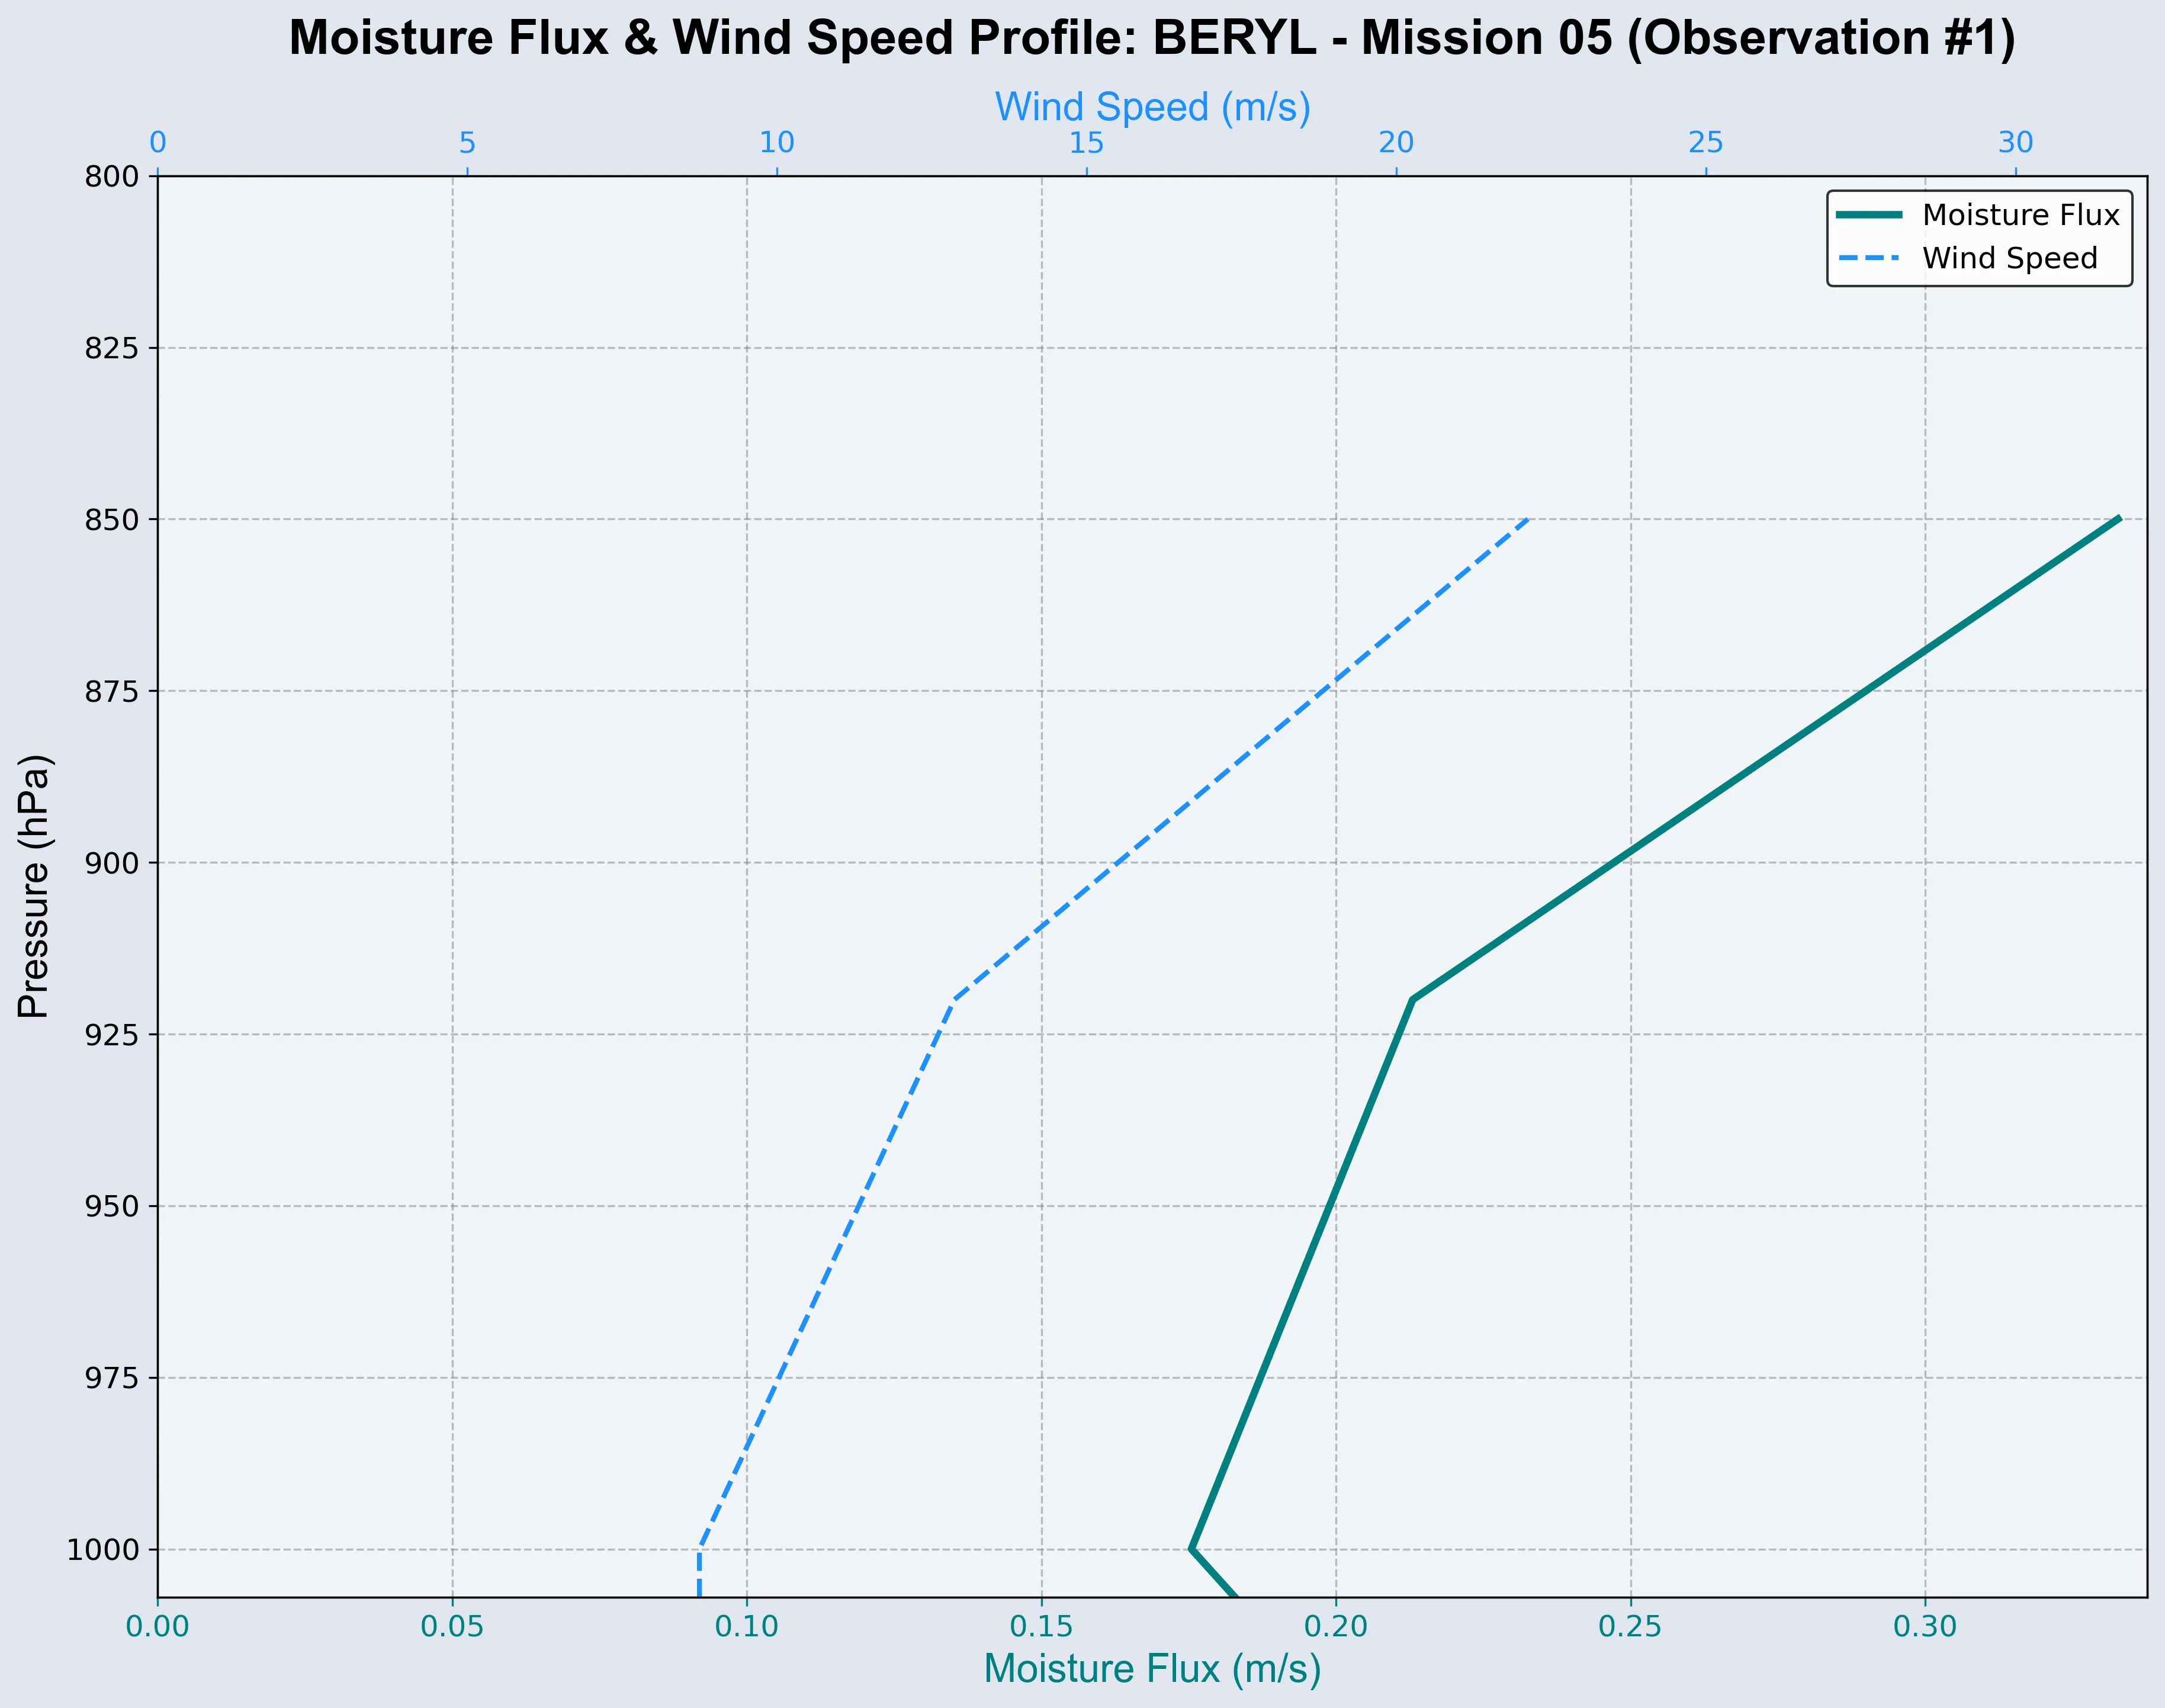 Moisture Flux & Wind Speed Profile: BERYL - Mission 05 (Observation #1)
Wind Speed (m/s)
0 5 10 15 20 25 30
Moisture Flux
Wind Speed
Pressure (hPa)
800
825
850
875
900
925
950
975
1000
0.00 0.05 0.10 0.15 0.20 0.25 0.30
Moisture Flux (m/s)